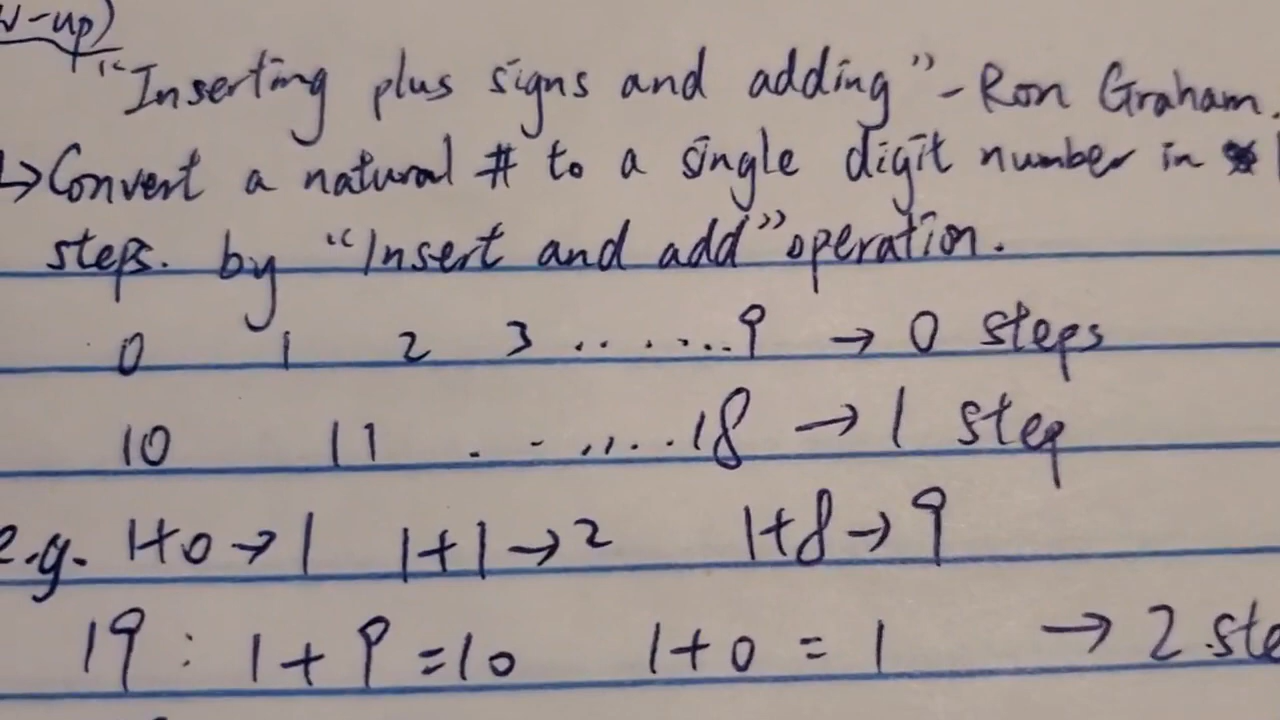 w-up)
"Inserting plus signs and adding" - Ron Graham.
↳ Convert a natural # to a single digit number in
steps. by "Insert and add" operation.
0 1 2 3 ........9 → 0 steps
10 11 . - ,,....18 → 1 step
e.g. 1+0→1 1+1→2 1+8→9
19: 1+9=10 1+0=1 → 2 ste